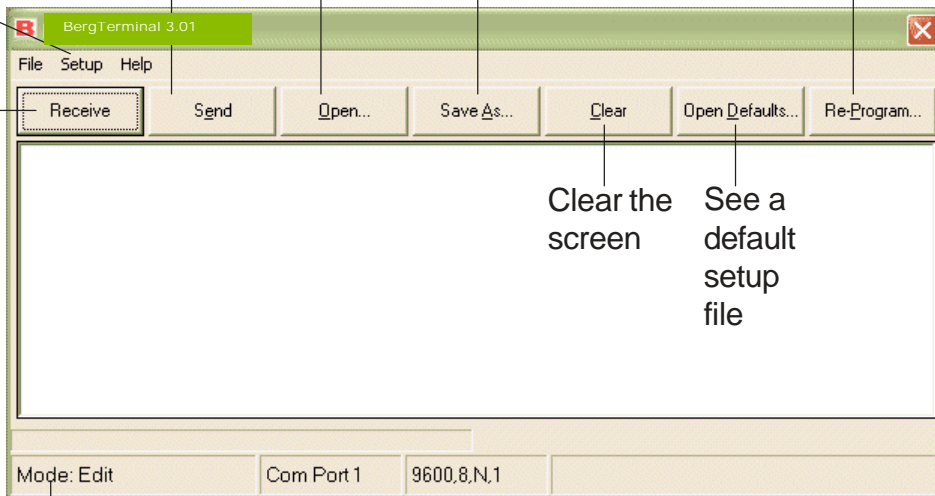 B BergTerminal 3.01
File Setup Help
Receive Send Open... Save As... Clear Open Defaults... Re-Program...
Clear the
screen
See a
default
setup
file
Mode: Edit Com Port 1 9600,8,N,1